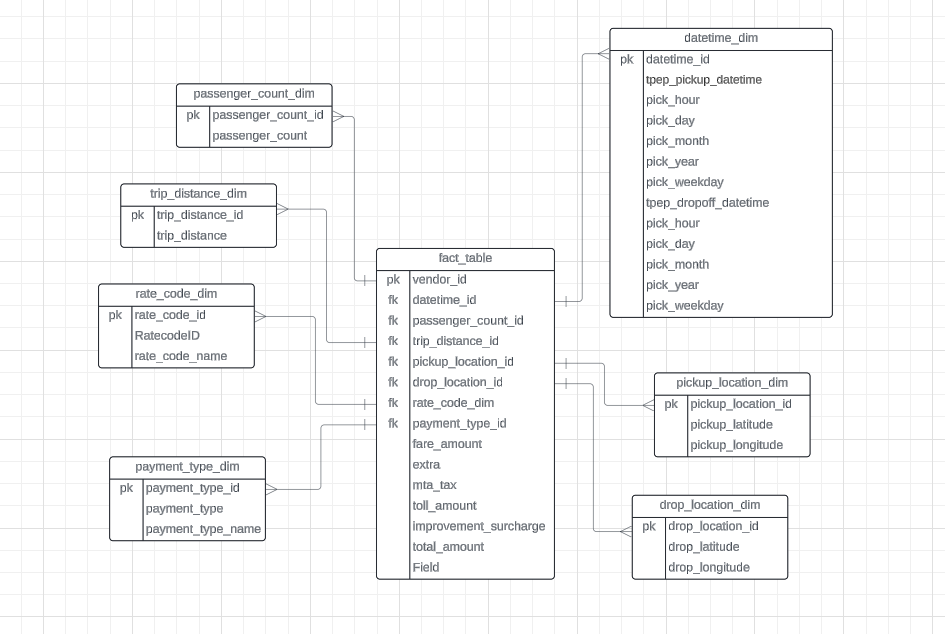 datetime_dim
pk datetime_id
tpep_pickup_datetime
pick_hour
pick_day
pick_month
pick_year
pick_weekday
tpep_dropoff_datetime
pick_hour
pick_day
pick_month
pick_year
pick_weekday
passenger_count_dim
pk passenger_count_id
passenger_count
trip_distance_dim
pk trip_distance_id
trip_distance
rate_code_dim
pk rate_code_id
RatecodeID
rate_code_name
payment_type_dim
pk payment_type_id
payment_type
payment_type_name
fact_table
pk vendor_id
fk datetime_id
fk passenger_count_id
fk trip_distance_id
fk pickup_location_id
fk drop_location_id
fk rate_code_dim
fk payment_type_id
fare_amount
extra
mta_tax
toll_amount
improvement_surcharge
total_amount
Field
pickup_location_dim
pk pickup_location_id
pickup_latitude
pickup_longitude
drop_location_dim
pk drop_location_id
drop_latitude
drop_longitude